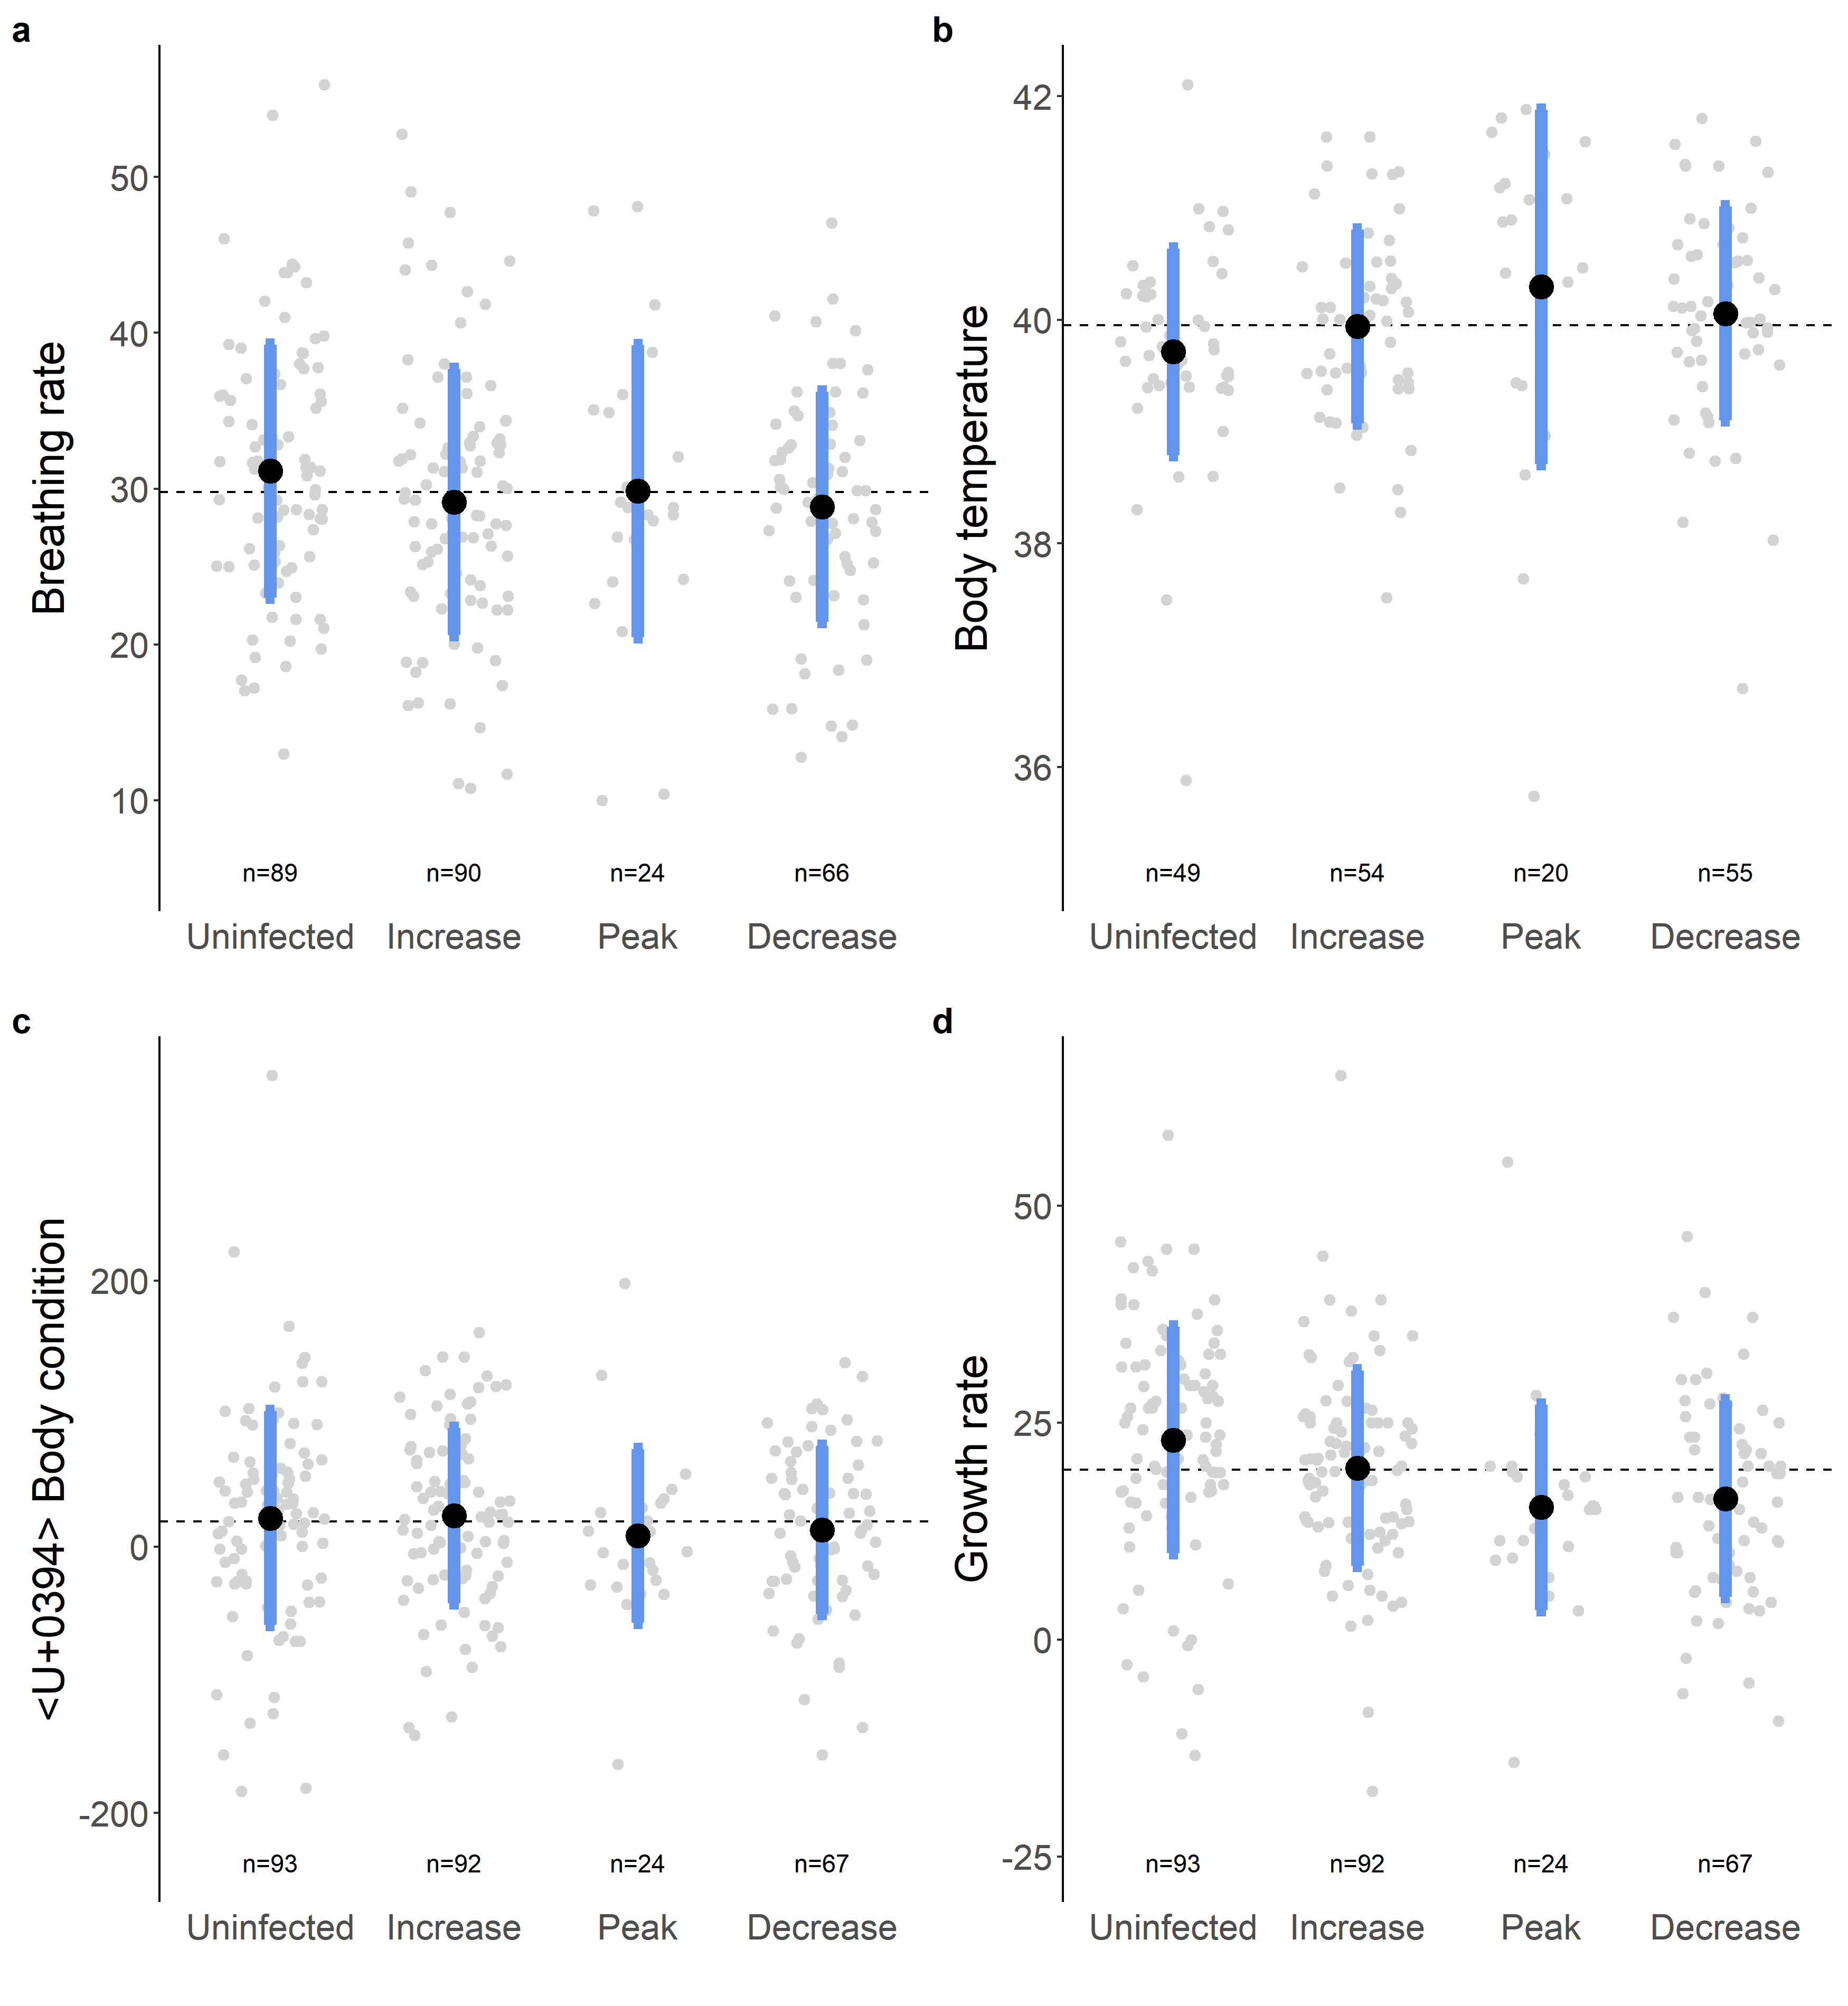 a
Breathing rate
50
40
30
20
10
n=89 n=90 n=24 n=66
Uninfected Increase Peak Decrease
b
Body temperature
42
40
38
36
n=49 n=54 n=20 n=55
Uninfected Increase Peak Decrease
c
<U+0394> Body condition
200
0
-200
n=93 n=92 n=24 n=67
Uninfected Increase Peak Decrease
d
Growth rate
50
25
0
-25
n=93 n=92 n=24 n=67
Uninfected Increase Peak Decrease